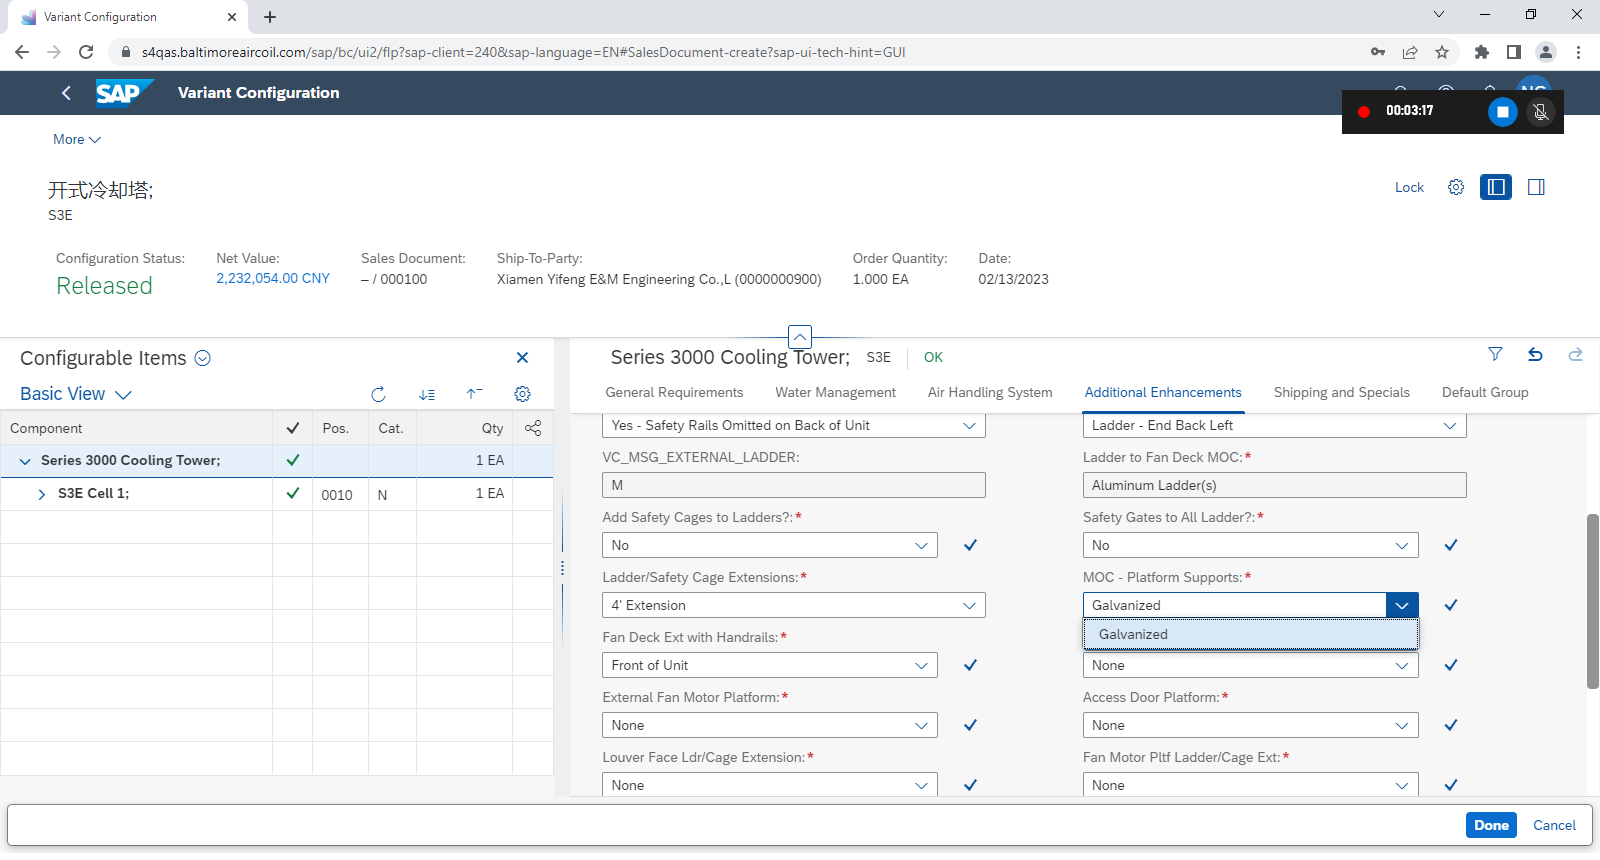 Variant Configuration
s4qas.baltimoreaircoil.com/sap/bc/ui2/flp?sap-client=240&sap-language=EN#SalesDocument-create?sap-ui-tech-hint=GUI
SAP
Variant Configuration
00:03:17
More
开式冷却塔;
S3E
Lock
Configuration Status:
Released
Net Value:
2,232,054.00 CNY
Sales Document:
– / 000100
Ship-To-Party:
Xiamen Yifeng E&M Engineering Co.,L (0000000900)
Order Quantity:
1.000 EA
Date:
02/13/2023
Configurable Items
Basic View
Component Pos. Cat. Qty
Series 3000 Cooling Tower; 1 EA
S3E Cell 1; 0010 N 1 EA
Series 3000 Cooling Tower; S3E OK
General Requirements Water Management Air Handling System Additional Enhancements Shipping and Specials Default Group
Yes - Safety Rails Omitted on Back of Unit Ladder - End Back Left
VC_MSG_EXTERNAL_LADDER: Ladder to Fan Deck MOC:*
M Aluminum Ladder(s)
Add Safety Cages to Ladders?:* Safety Gates to All Ladder?:*
No No
Ladder/Safety Cage Extensions:* MOC - Platform Supports:*
4' Extension Galvanized
Galvanized
Fan Deck Ext with Handrails:*
Front of Unit None
External Fan Motor Platform:* Access Door Platform:*
None None
Louver Face Ldr/Cage Extension:* Fan Motor Pltf Ladder/Cage Ext:*
None None
Done Cancel